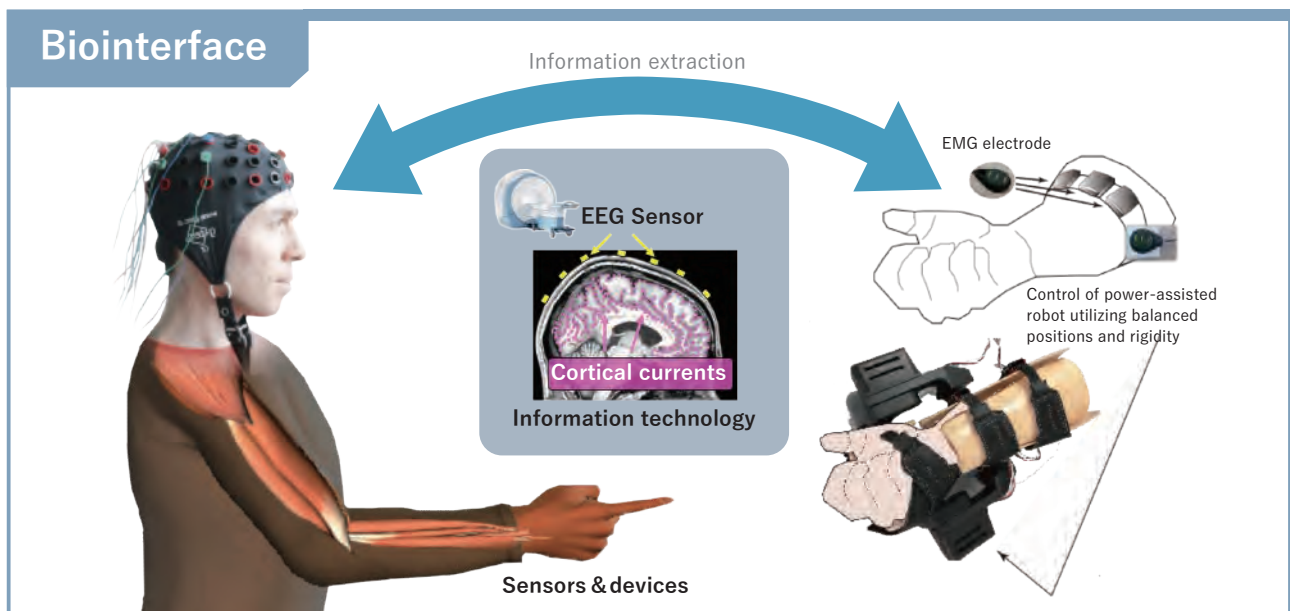 Biointerface
Information extraction
EMG electrode
EEG Sensor
Control of power-assisted
robot utilizing balanced
positions and rigidity
Cortical currents
Information technology
Sensors & devices